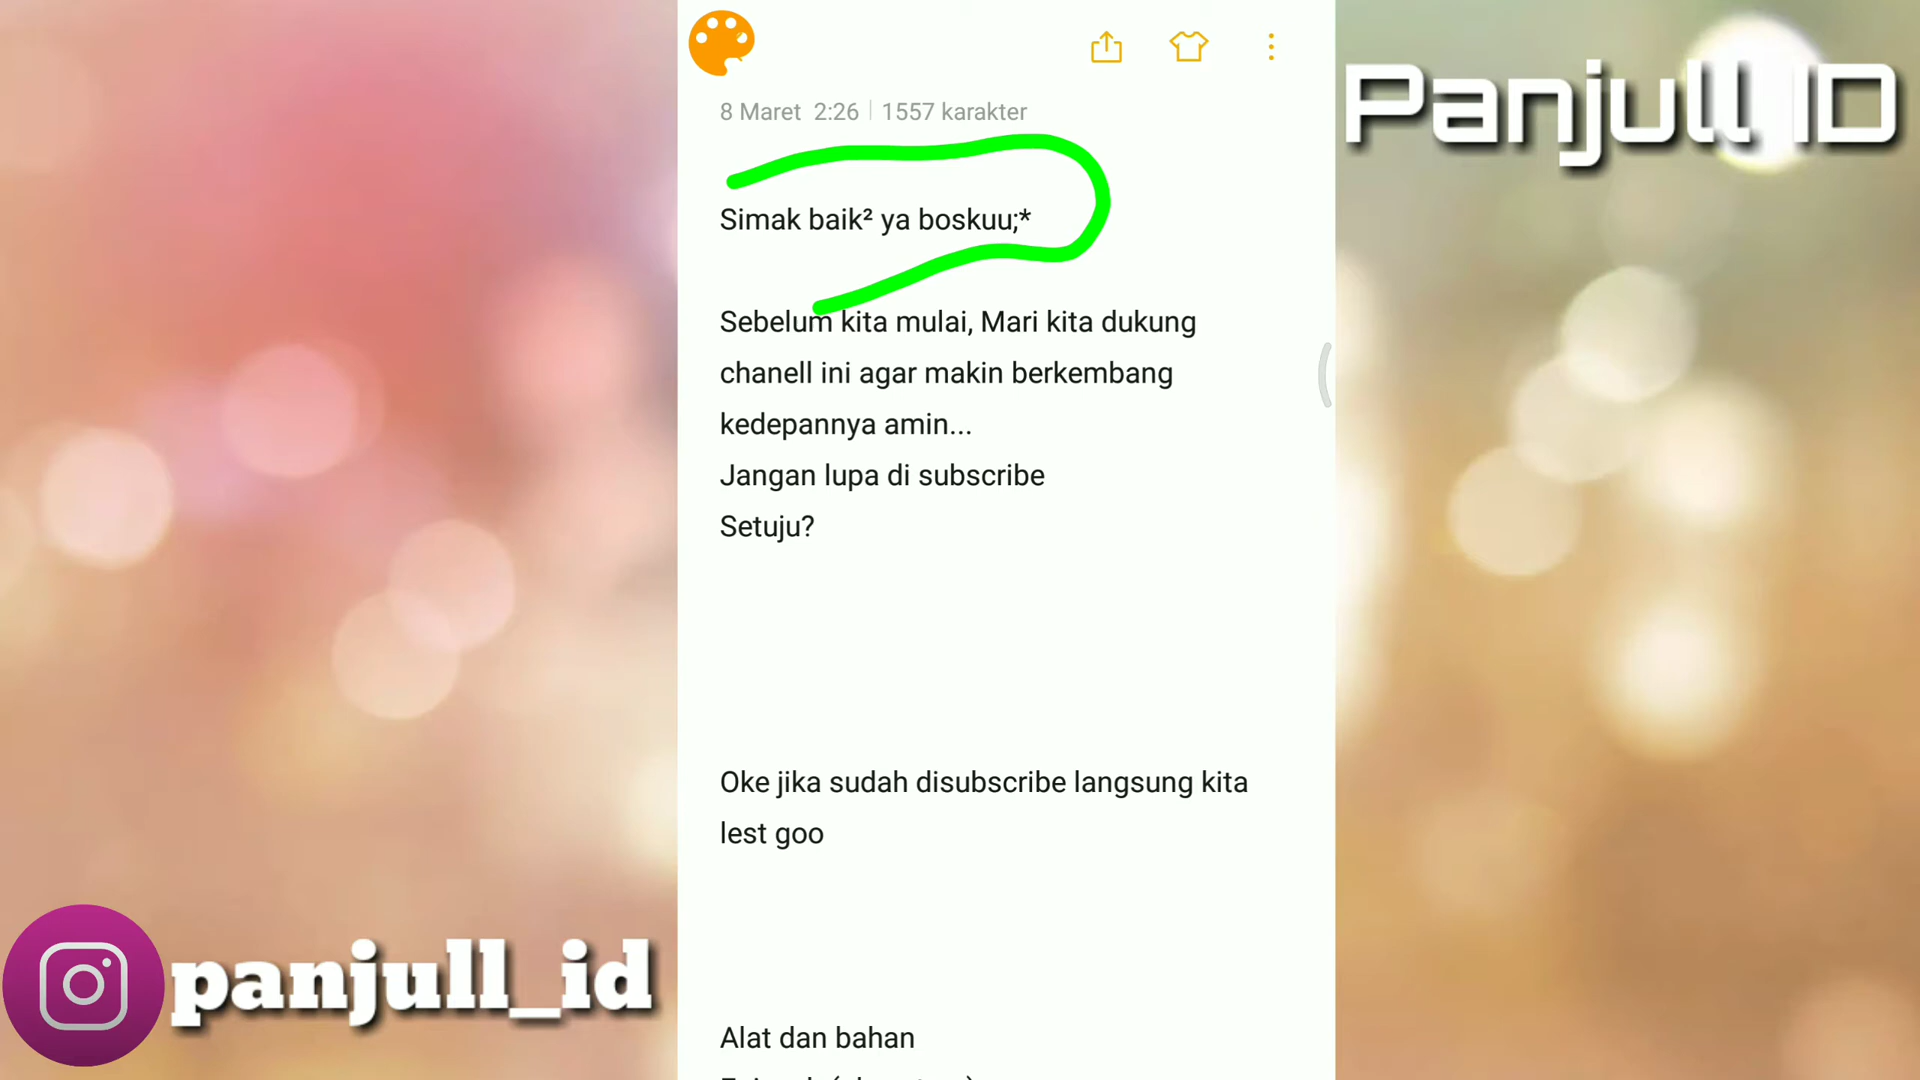 Panjull ID
8 Maret 2:26 | 1557 karakter
Simak baik² ya boskuu;*
Sebelum kita mulai, Mari kita dukung
chanell ini agar makin berkembang
kedepannya amin...
Jangan lupa di subscribe
Setuju?
Oke jika sudah disubscribe langsung kita
lest goo
Alat dan bahan
panjull_id